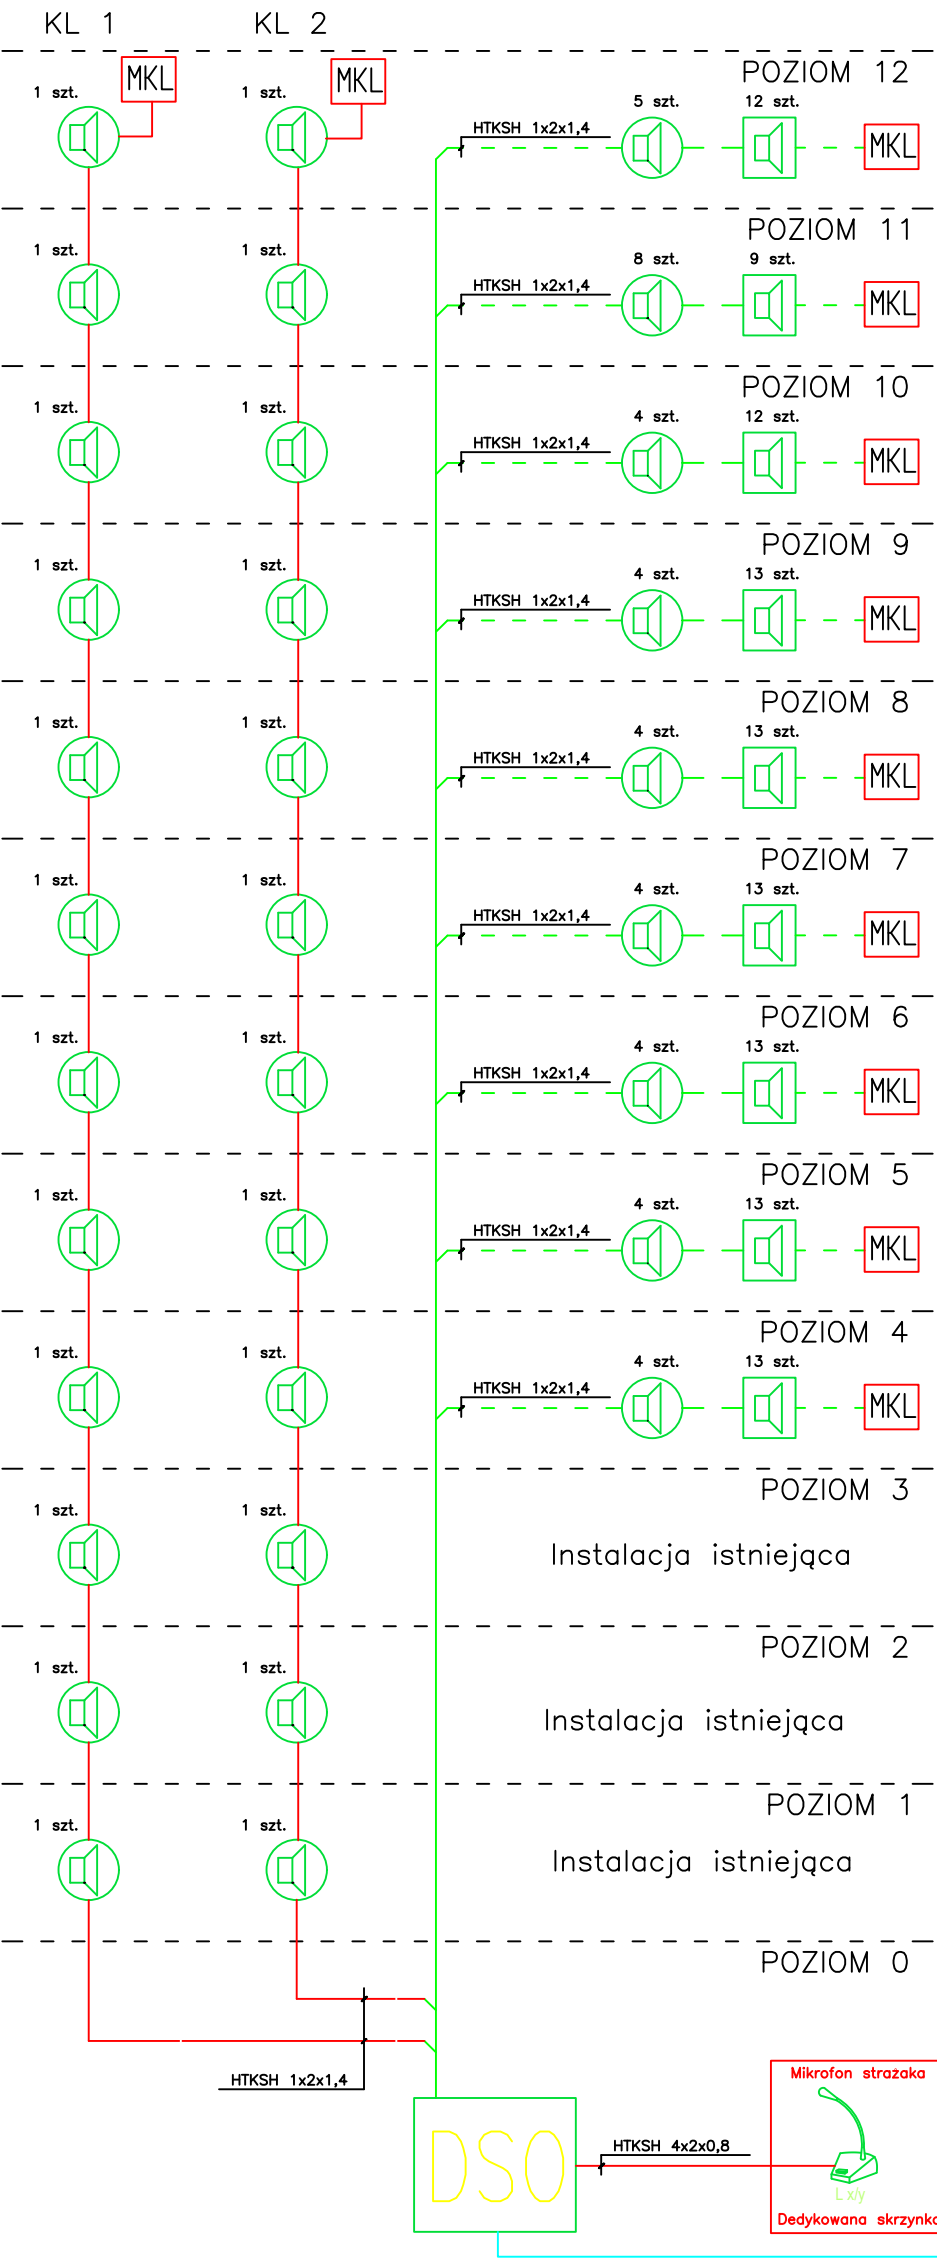 KL 1 KL 2
POZIOM 12
1 szt. MKL 1 szt. MKL 5 szt. 12 szt.
HTKSH 1x2x1,4 MKL
POZIOM 11
1 szt. 1 szt. 8 szt. 9 szt.
HTKSH 1x2x1,4 MKL
POZIOM 10
1 szt. 1 szt. 4 szt. 12 szt.
HTKSH 1x2x1,4 MKL
POZIOM 9
1 szt. 1 szt. 4 szt. 13 szt.
HTKSH 1x2x1,4 MKL
POZIOM 8
1 szt. 1 szt. 4 szt. 13 szt.
HTKSH 1x2x1,4 MKL
POZIOM 7
1 szt. 1 szt. 4 szt. 13 szt.
HTKSH 1x2x1,4 MKL
POZIOM 6
1 szt. 1 szt. 4 szt. 13 szt.
HTKSH 1x2x1,4 MKL
POZIOM 5
1 szt. 1 szt. 4 szt. 13 szt.
HTKSH 1x2x1,4 MKL
POZIOM 4
1 szt. 1 szt. 4 szt. 13 szt.
HTKSH 1x2x1,4 MKL
POZIOM 3
1 szt. 1 szt.
Instalacja istniejąca
POZIOM 2
1 szt. 1 szt.
Instalacja istniejąca
POZIOM 1
1 szt. 1 szt.
Instalacja istniejąca
POZIOM 0
HTKSH 1x2x1,4
Mikrofon strażaka
DSO
HTKSH 4x2x0,8
L x/y
Dedykowana skrzynka